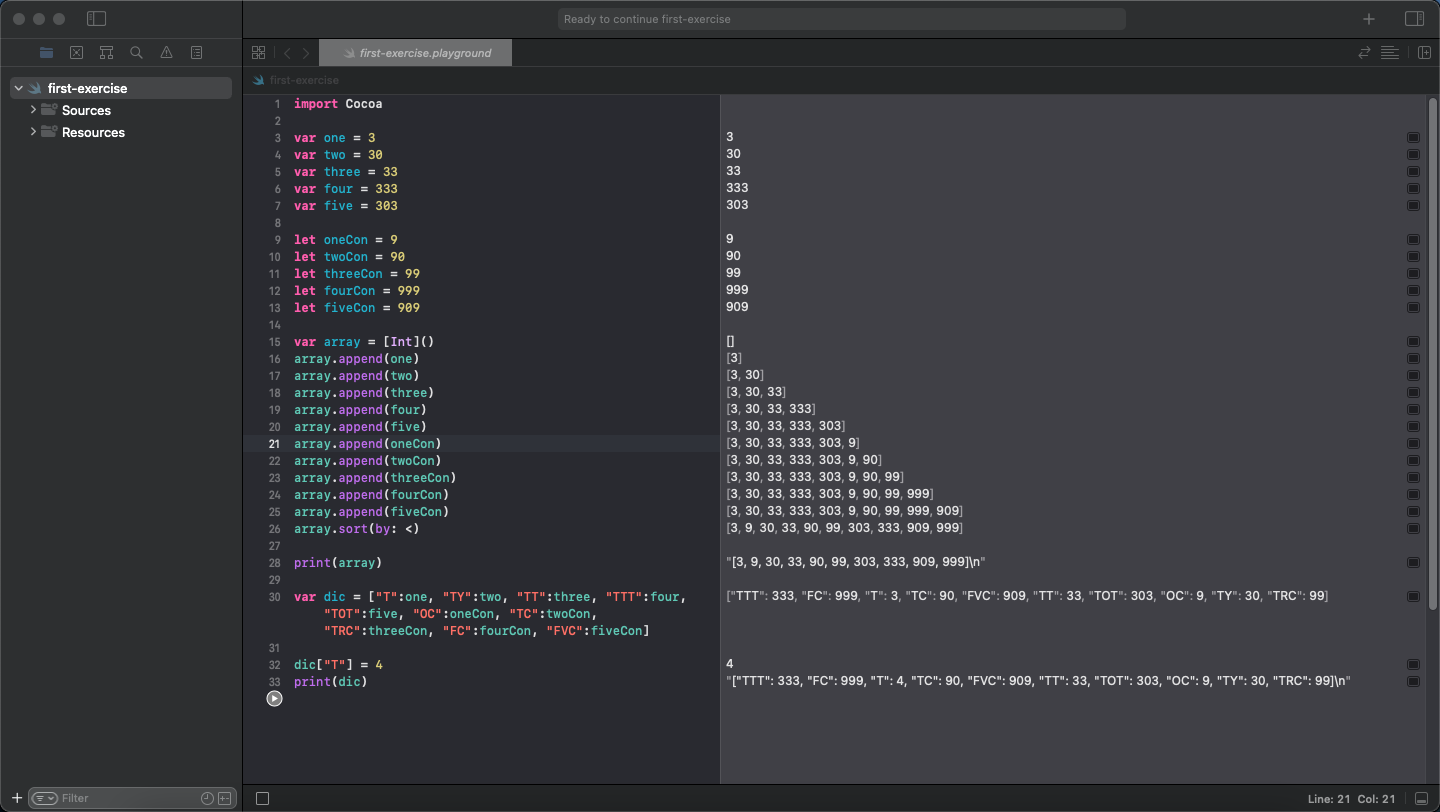 Ready to continue first-exercise
first-exercise.playground
first-exercise
Sources
Resources
first-exercise
1 import Cocoa
2
3 var one = 3
4 var two = 30
5 var three = 33
6 var four = 333
7 var five = 303
8
9 let oneCon = 9
10 let twoCon = 90
11 let threeCon = 99
12 let fourCon = 999
13 let fiveCon = 909
14
15 var array = [Int]()
16 array.append(one)
17 array.append(two)
18 array.append(three)
19 array.append(four)
20 array.append(five)
21 array.append(oneCon)
22 array.append(twoCon)
23 array.append(threeCon)
24 array.append(fourCon)
25 array.append(fiveCon)
26 array.sort(by: <)
27
28 print(array)
29
30 var dic = ["T":one, "TY":two, "TT":three, "TTT":four,
"TOT":five, "OC":oneCon, "TC":twoCon,
"TRC":threeCon, "FC":fourCon, "FVC":fiveCon]
31
32 dic["T"] = 4
33 print(dic)
3
30
33
333
303
9
90
99
999
909
[]
[3]
[3, 30]
[3, 30, 33]
[3, 30, 33, 333]
[3, 30, 33, 333, 303]
[3, 30, 33, 333, 303, 9]
[3, 30, 33, 333, 303, 9, 90]
[3, 30, 33, 333, 303, 9, 90, 99]
[3, 30, 33, 333, 303, 9, 90, 99, 999]
[3, 30, 33, 333, 303, 9, 90, 99, 999, 909]
[3, 9, 30, 33, 90, 99, 303, 333, 909, 999]
"[3, 9, 30, 33, 90, 99, 303, 333, 909, 999]\n"
["TTT": 333, "FC": 999, "T": 3, "TC": 90, "FVC": 909, "TT": 33, "TOT": 303, "OC": 9, "TY": 30, "TRC": 99]
4
"["TTT": 333, "FC": 999, "T": 4, "TC": 90, "FVC": 909, "TT": 33, "TOT": 303, "OC": 9, "TY": 30, "TRC": 99]\n"
Filter
Line: 21 Col: 21